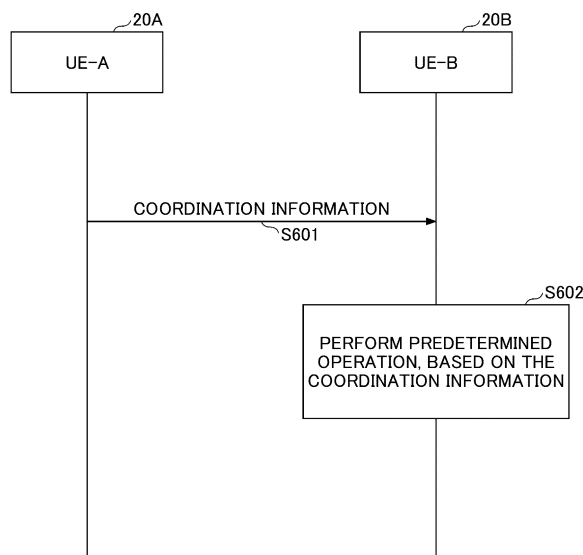 20A
20B
UE-A
UE-B
COORDINATION INFORMATION
S601
S602
PERFORM PREDETERMINED
OPERATION, BASED ON THE
COORDINATION INFORMATION